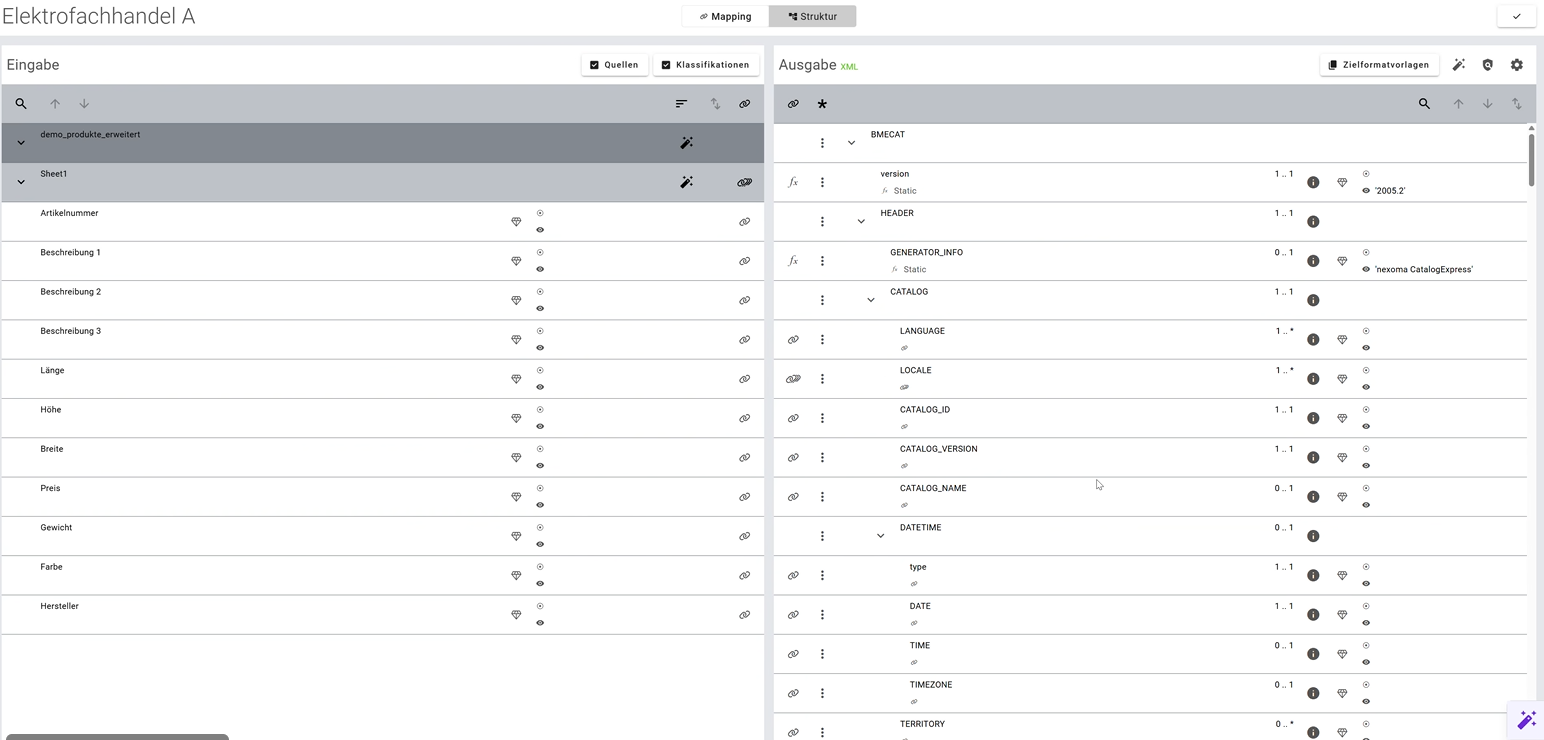 Elektrofachhandel A
Mapping
Struktur
Eingabe
Quellen
Klassifikationen
demo_produkte_erweitert
Sheet1
Artikelnummer
Beschreibung 1
Beschreibung 2
Beschreibung 3
Länge
Höhe
Breite
Preis
Gewicht
Farbe
Hersteller
Ausgabe XML
Zielformatvorlagen
BMECAT
version 1 .. 1
fx Static '2005.2'
HEADER 1 .. 1
GENERATOR_INFO 0 .. 1
fx Static 'nexoma CatalogExpress'
CATALOG 1 .. 1
LANGUAGE 1 .. *
LOCALE 1 .. *
CATALOG_ID 1 .. 1
CATALOG_VERSION 1 .. 1
CATALOG_NAME 0 .. 1
DATETIME 0 .. 1
type 1 .. 1
DATE 1 .. 1
TIME 0 .. 1
TIMEZONE 0 .. 1
TERRITORY 0 .. *